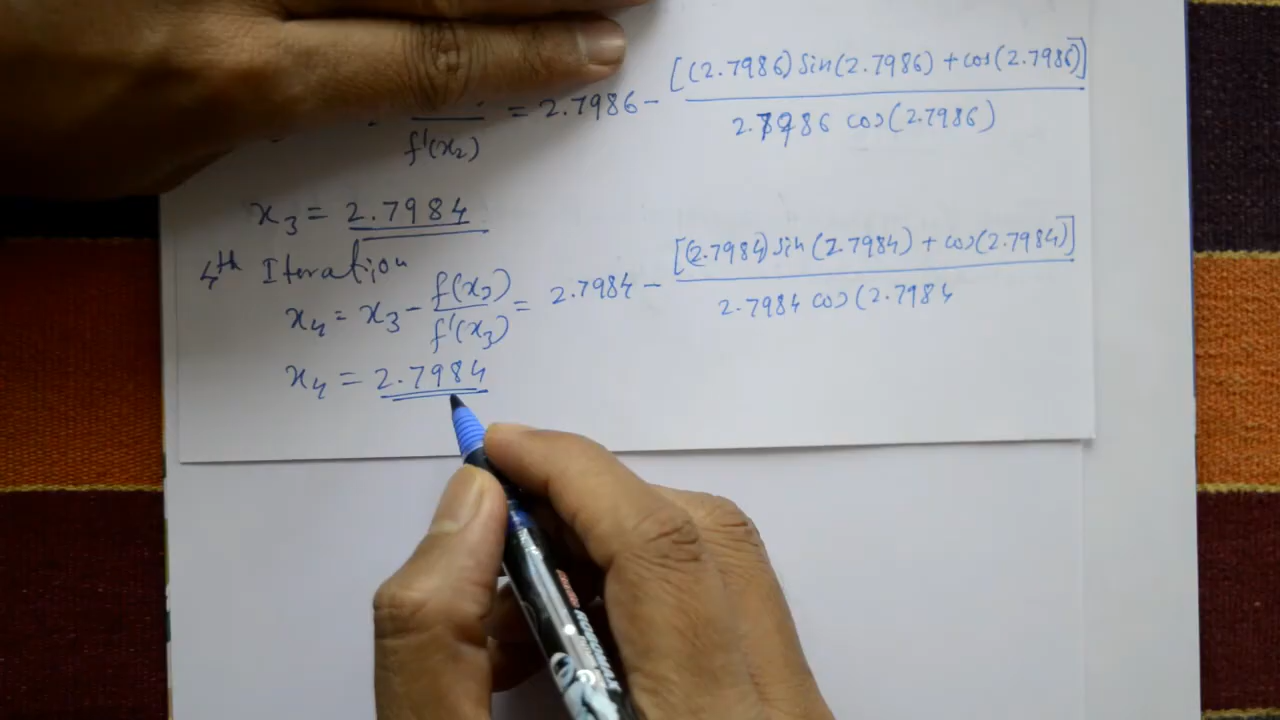 = 2.7986 - [(2.7986) Sin(2.7986) + cos(2.7986)]
f'(x₂) 2.7986 cos(2.7986)
x₃ = 2.7984
4th Iteration
x₄ = x₃ - f(x₃) / f'(x₃) = 2.7984 - [(2.7984) sin (2.7984) + cos(2.7984)] / 2.7984 cos(2.7984
x₄ = 2.7984